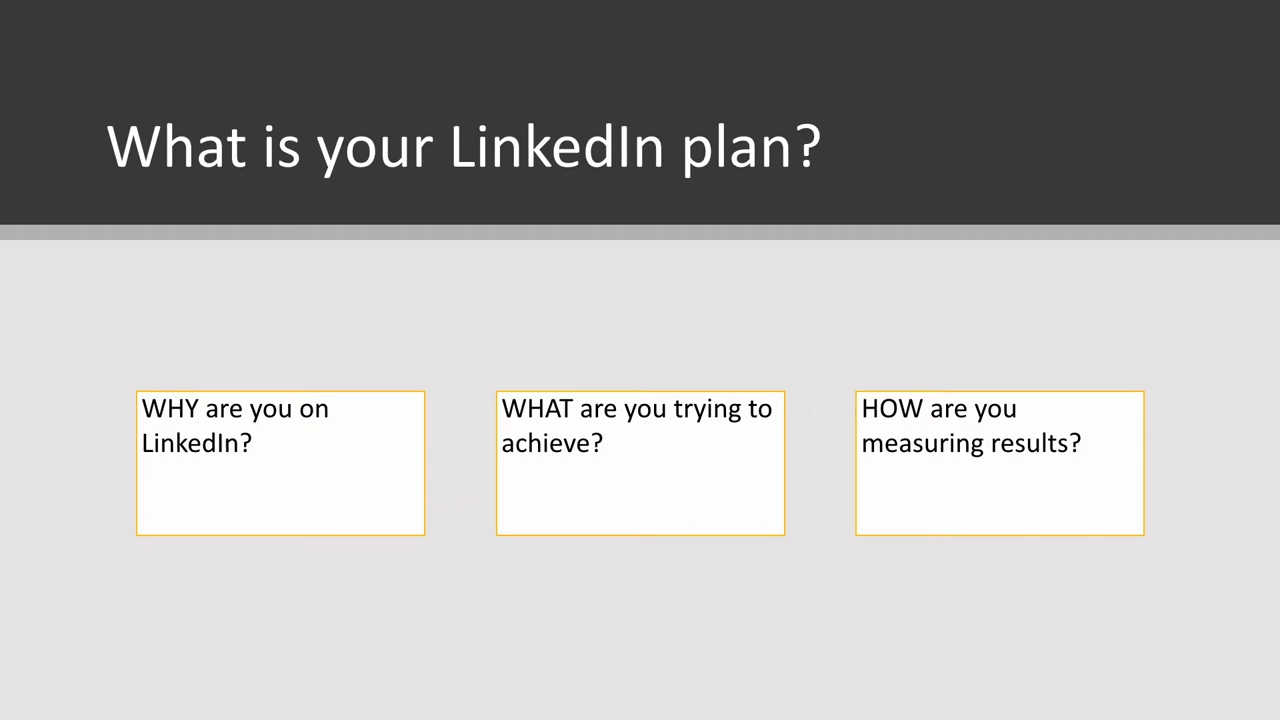 What is your LinkedIn plan?
WHY are you on
LinkedIn?
WHAT are you trying to
achieve?
HOW are you
measuring results?